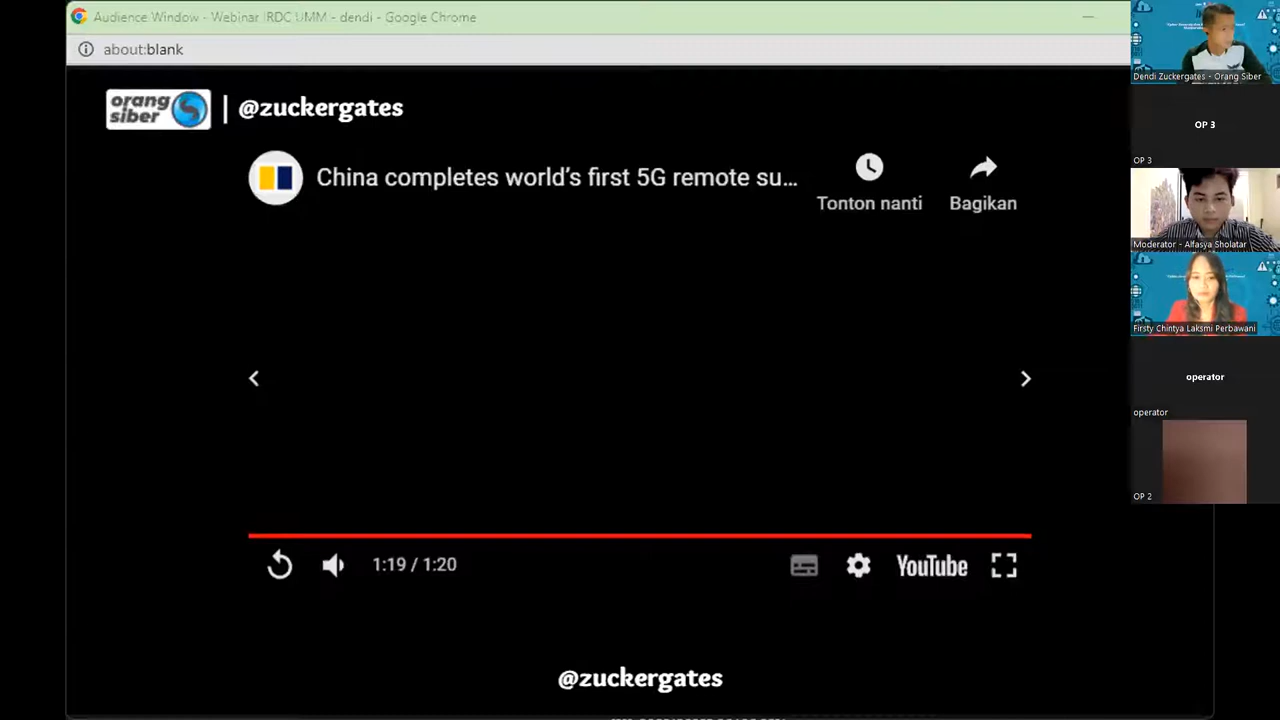 Audience Window - Webinar IRDC UMM - dendi - Google Chrome
about:blank
orang
siber
| @zuckergates
China completes world's first 5G remote su...
Tonton nanti
Bagikan
1:19 / 1:20
YouTube
@zuckergates
Dendi Zuckergates - Orang Siber
OP 3
OP 3
Moderator - Alfasya Sholatar
Firsty Chintya Laksmi Perbawani
operator
operator
OP 2